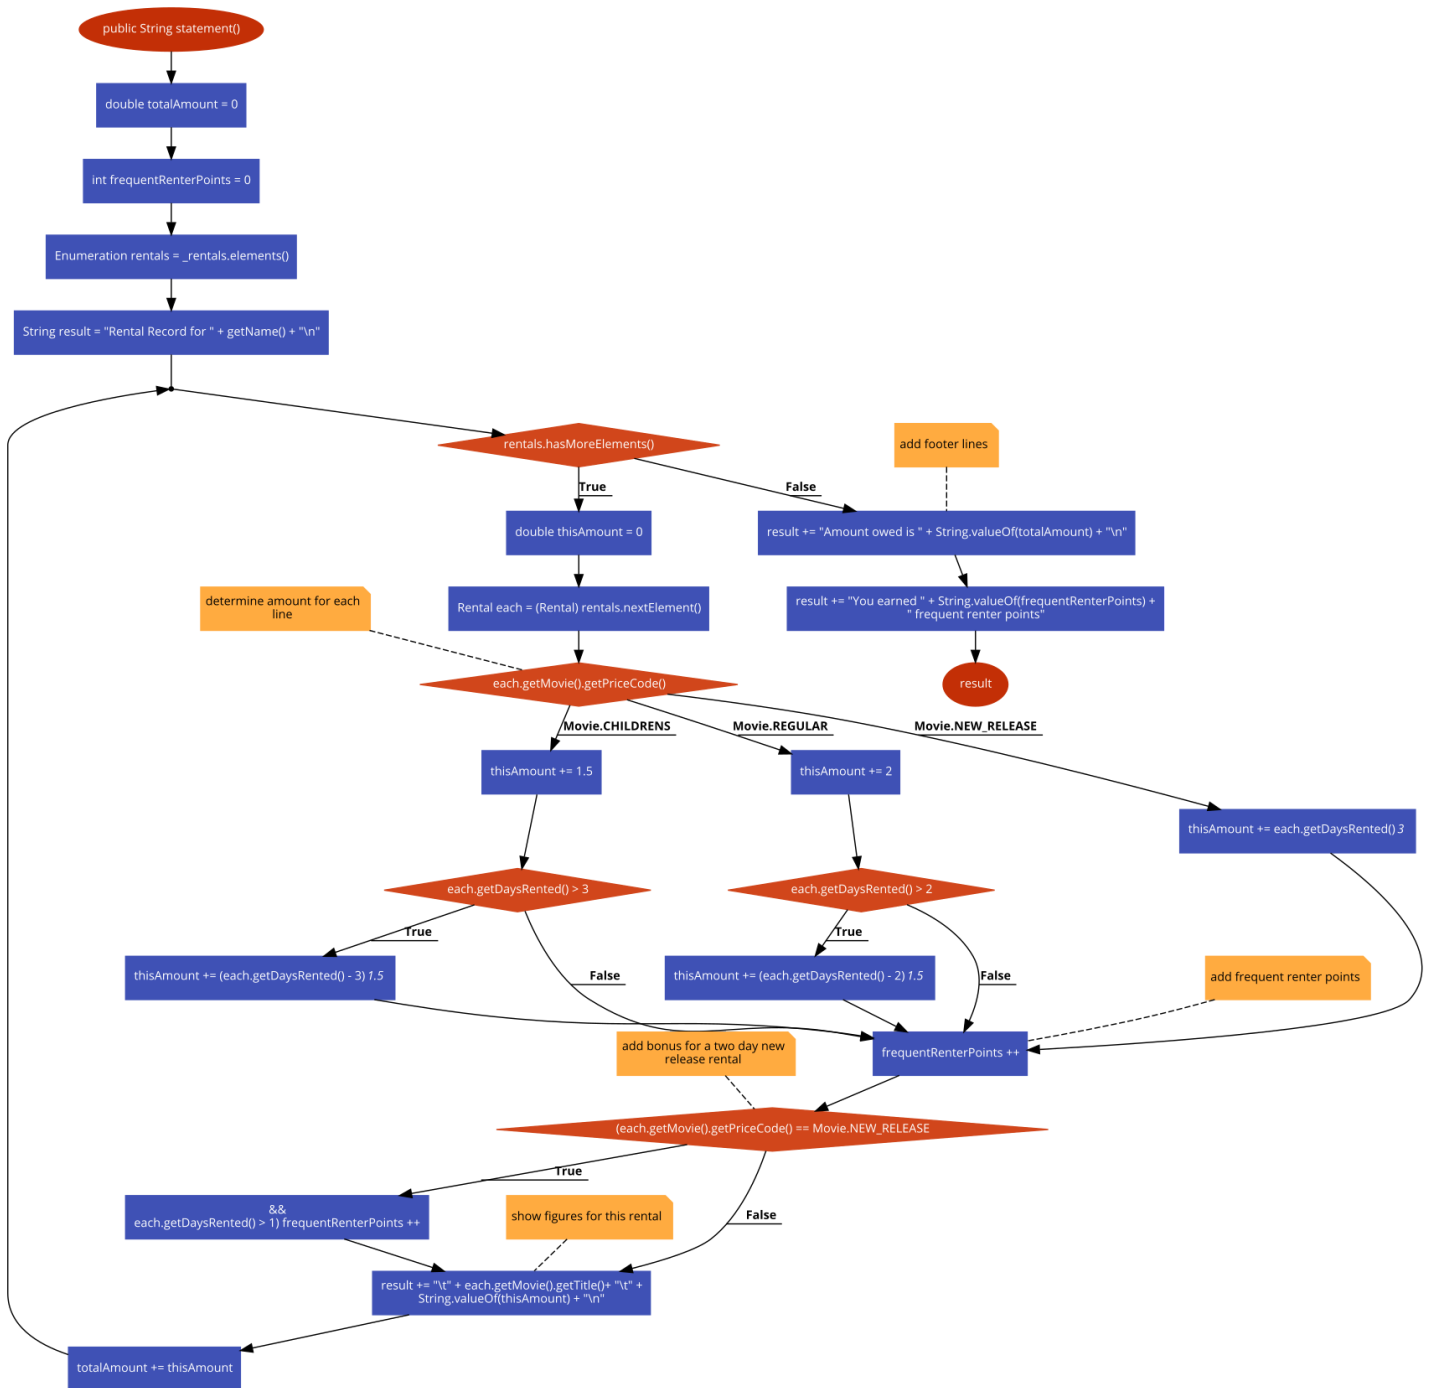 public String statement()
double totalAmount = 0
int frequentRenterPoints = 0
Enumeration rentals = _rentals.elements()
String result = "Rental Record for " + getName() + "\n"
rentals.hasMoreElements()
add footer lines
True
False
double thisAmount = 0
result += "Amount owed is " + String.valueOf(totalAmount) + "\n"
determine amount for each
line
Rental each = (Rental) rentals.nextElement()
result += "You earned " + String.valueOf(frequentRenterPoints) +
" frequent renter points"
each.getMovie().getPriceCode()
result
Movie.CHILDRENS
Movie.REGULAR
Movie.NEW_RELEASE
thisAmount += 1.5
thisAmount += 2
thisAmount += each.getDaysRented() 3
each.getDaysRented() > 3
each.getDaysRented() > 2
True
True
thisAmount += (each.getDaysRented() - 3) 1.5
False
thisAmount += (each.getDaysRented() - 2) 1.5
False
add frequent renter points
add bonus for a two day new
release rental
frequentRenterPoints ++
(each.getMovie().getPriceCode() == Movie.NEW_RELEASE
True
&&
each.getDaysRented() > 1) frequentRenterPoints ++
show figures for this rental
False
result += "\t" + each.getMovie().getTitle()+ "\t" +
String.valueOf(thisAmount) + "\n"
totalAmount += thisAmount